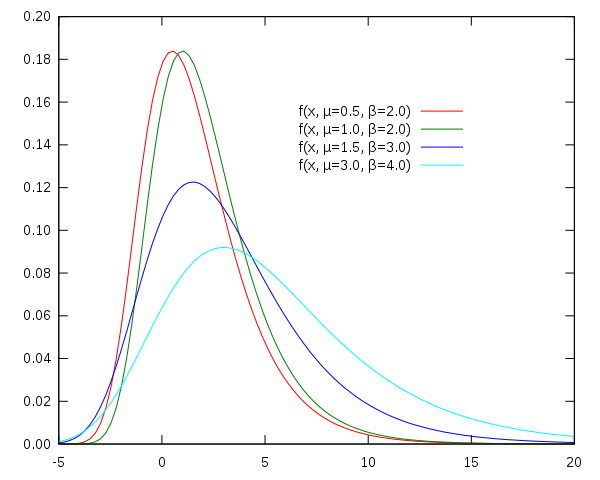 0.20
0.18
0.16
0.14
0.12
0.10
0.08
0.06
0.04
0.02
0.00
f(x, μ=0.5, β=2.0)
f(x, μ=1.0, β=2.0)
f(x, μ=1.5, β=3.0)
f(x, μ=3.0, β=4.0)
-5 0 5 10 15 20